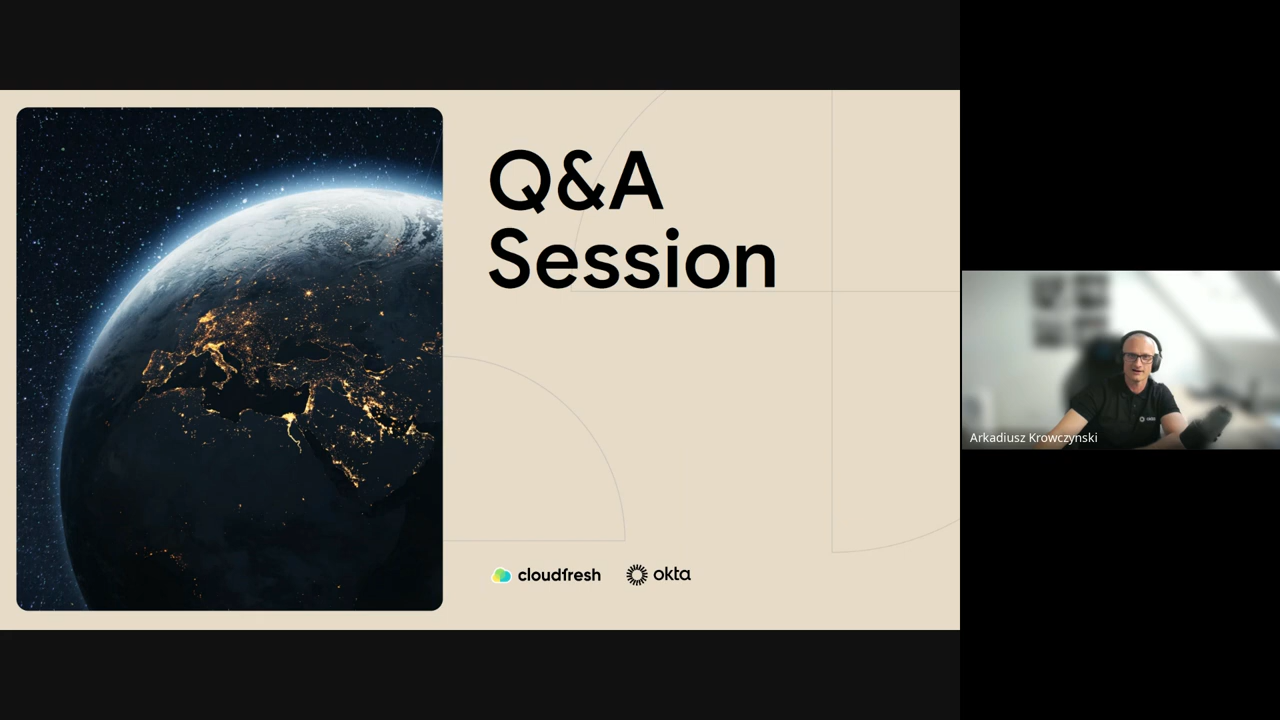 Q&A
Session
cloudfresh
okta
Arkadiusz Krowczynski